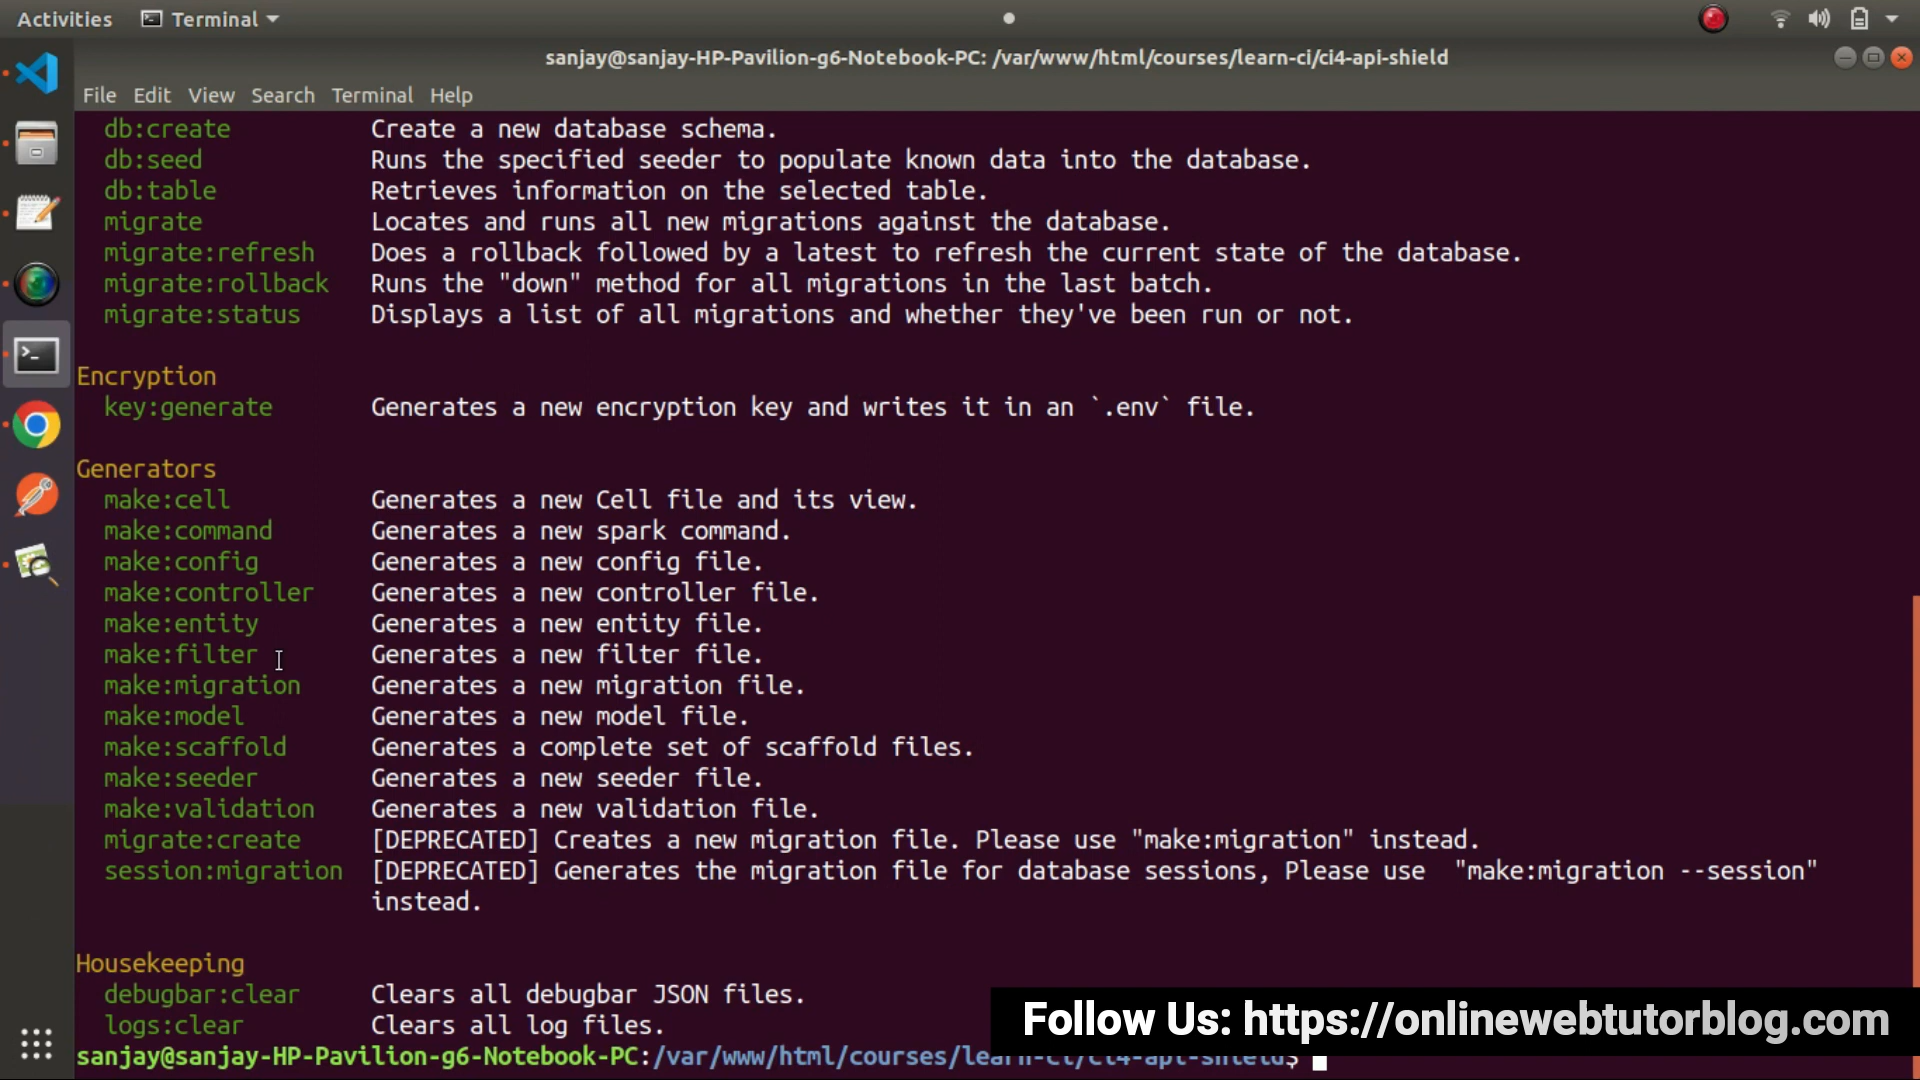 Activities Terminal
sanjay@sanjay-HP-Pavilion-g6-Notebook-PC: /var/www/html/courses/learn-ci/ci4-api-shield
File Edit View Search Terminal Help
db:create Create a new database schema.
db:seed Runs the specified seeder to populate known data into the database.
db:table Retrieves information on the selected table.
migrate Locates and runs all new migrations against the database.
migrate:refresh Does a rollback followed by a latest to refresh the current state of the database.
migrate:rollback Runs the "down" method for all migrations in the last batch.
migrate:status Displays a list of all migrations and whether they've been run or not.
Encryption
key:generate Generates a new encryption key and writes it in an `.env` file.
Generators
make:cell Generates a new Cell file and its view.
make:command Generates a new spark command.
make:config Generates a new config file.
make:controller Generates a new controller file.
make:entity Generates a new entity file.
make:filter Generates a new filter file.
make:migration Generates a new migration file.
make:model Generates a new model file.
make:scaffold Generates a complete set of scaffold files.
make:seeder Generates a new seeder file.
make:validation Generates a new validation file.
migrate:create [DEPRECATED] Creates a new migration file. Please use "make:migration" instead.
session:migration [DEPRECATED] Generates the migration file for database sessions, Please use  "make:migration --session"
instead.
Housekeeping
debugbar:clear Clears all debugbar JSON files.
logs:clear Clears all log files.
Follow Us: https://onlinewebtutorblog.com
sanjay@sanjay-HP-Pavilion-g6-Notebook-PC:/var/www/html/courses/learn-ci/ci4-api-shield$